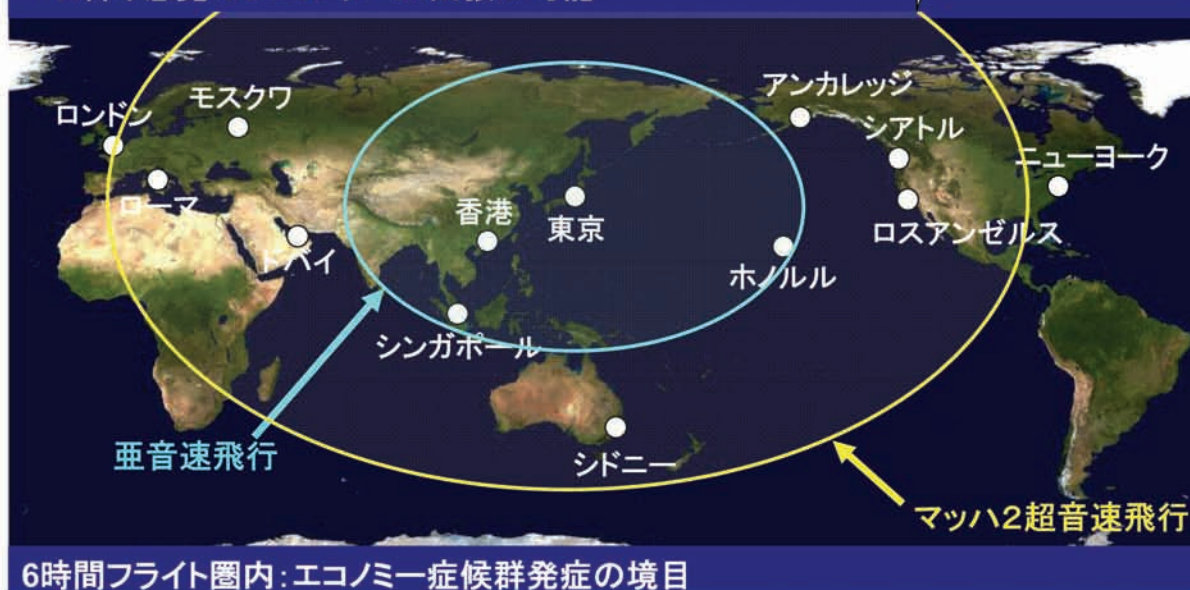 アンカレッジ
モスクワ
ロンドン
シアトル
ニューヨーク
ローマ
香港
東京
ロスアンゼルス
ドバイ
ホノルル
シンガポール
亜音速飛行
シドニー
マッハ2超音速飛行
6時間フライト圏内:エコノミー症候群発症の境目